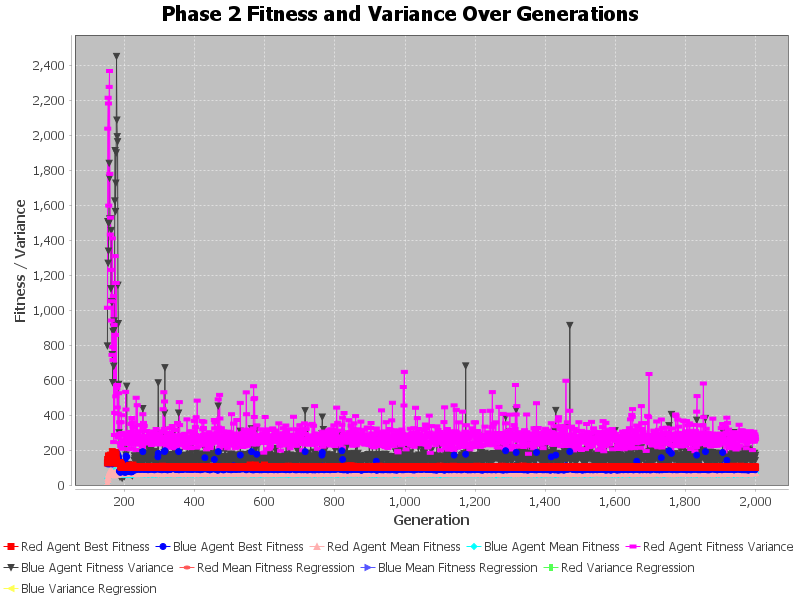 Phase 2 Fitness and Variance Over Generations
Fitness / Variance
2,400
2,200
2,000
1,800
1,600
1,400
1,200
1,000
800
600
400
200
0
200 400 600 800 1,000 1,200 1,400 1,600 1,800 2,000
Generation
Red Agent Best Fitness Blue Agent Best Fitness Red Agent Mean Fitness Blue Agent Mean Fitness Red Agent Fitness Variance
Blue Agent Fitness Variance Red Mean Fitness Regression Blue Mean Fitness Regression Red Variance Regression
Blue Variance Regression